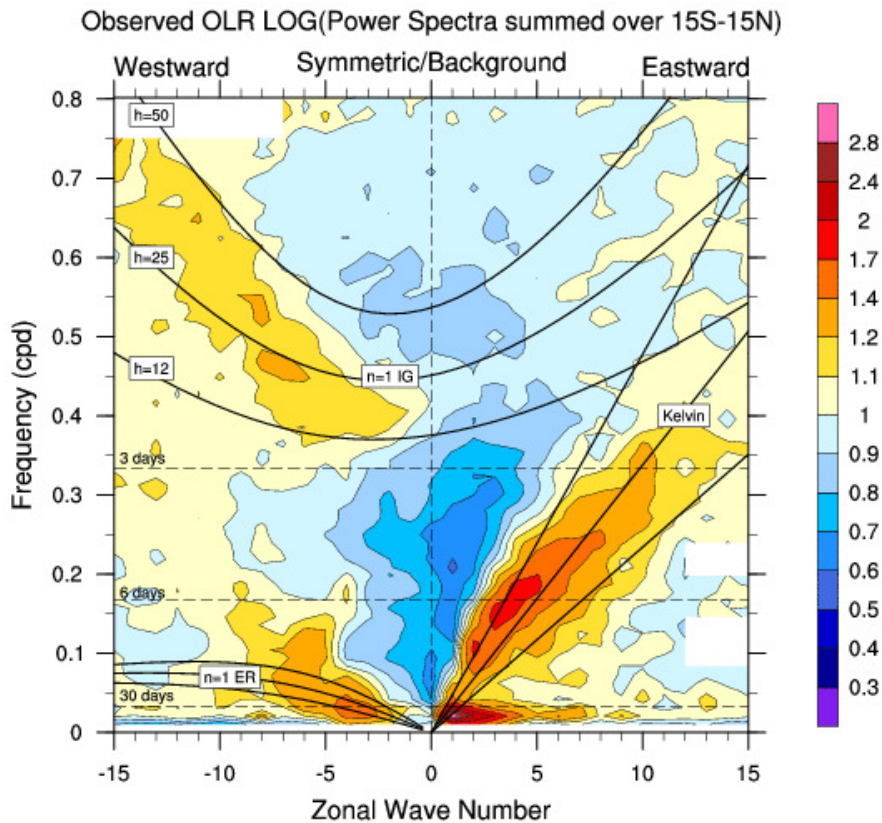 Observed OLR LOG(Power Spectra summed over 15S-15N)
Westward Symmetric/Background Eastward
0.8
h=50
2.8
0.7
2.4
2
h=25
0.6
1.7
1.4
0.5
1.2
h=12
n=1 IG
1.1
Frequency (cpd)
0.4
Kelvin
1
3 days
0.9
0.3
0.8
0.7
0.2
0.6
6 days
0.5
0.1
0.4
n=1 ER
30 days
0.3
0
-15 -10 -5 0 5 10 15
Zonal Wave Number